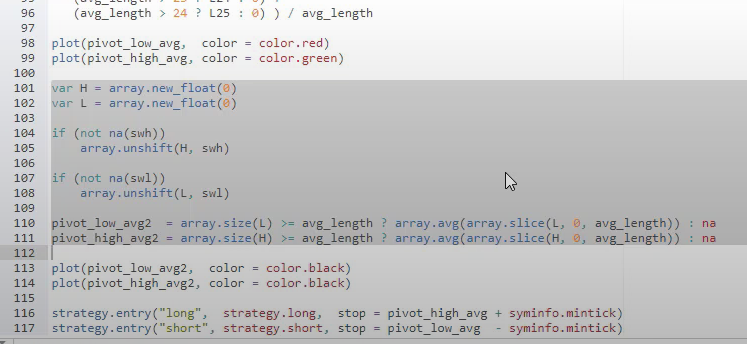 96 (avg_length > 24 ? L25 : 0) ) / avg_length
97
98 plot(pivot_low_avg,  color = color.red)
99 plot(pivot_high_avg, color = color.green)
100
101 var H = array.new_float(0)
102 var L = array.new_float(0)
103
104 if (not na(swh))
105     array.unshift(H, swh)
106
107 if (not na(swl))
108     array.unshift(L, swl)
109
110 pivot_low_avg2  = array.size(L) >= avg_length ? array.avg(array.slice(L, 0, avg_length)) : na
111 pivot_high_avg2 = array.size(H) >= avg_length ? array.avg(array.slice(H, 0, avg_length)) : na
112
113 plot(pivot_low_avg2,  color = color.black)
114 plot(pivot_high_avg2, color = color.black)
115
116 strategy.entry("long",  strategy.long,  stop = pivot_high_avg + syminfo.mintick)
117 strategy.entry("short", strategy.short, stop = pivot_low_avg  - syminfo.mintick)